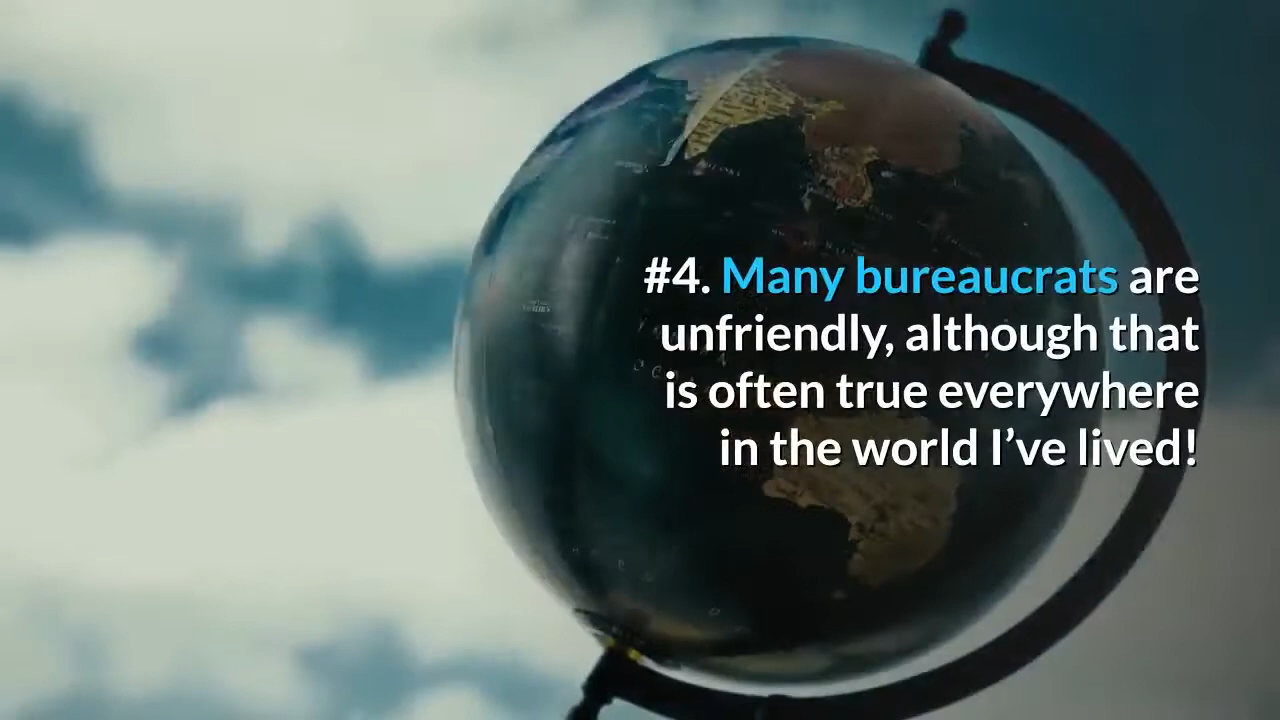 #4. Many bureaucrats are
unfriendly, although that
is often true everywhere
in the world I’ve lived!